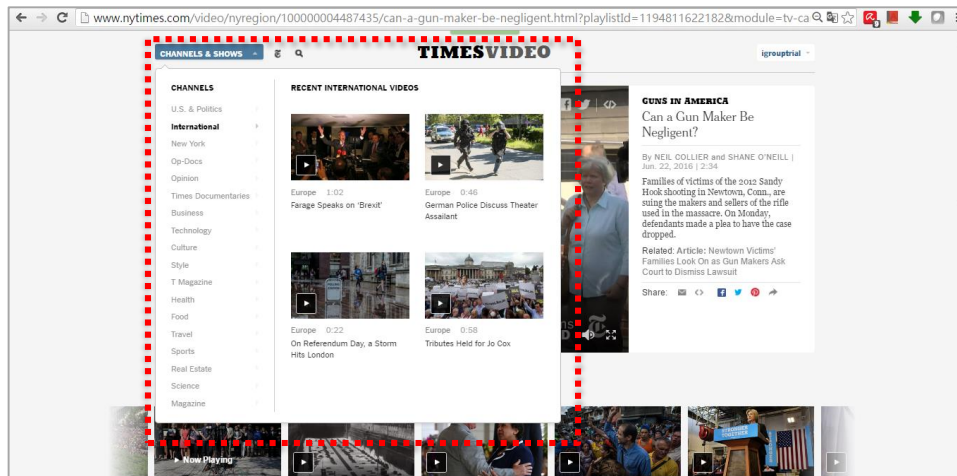 www.nytimes.com/video/nyregion/100000004487435/can-a-gun-maker-be-negligent.html?playlistId=1194811622182&module=tv-ca
CHANNELS & SHOWS
TIMESVIDEO
igrouptrial
CHANNELS
U.S. & Politics
International
New York
Op-Docs
Opinion
Times Documentaries
Business
Technology
Culture
Style
T Magazine
Health
Food
Travel
Sports
Real Estate
Science
Magazine
RECENT INTERNATIONAL VIDEOS
Europe 1:02
Farage Speaks on 'Brexit'
Europe 0:46
German Police Discuss Theater
Assailant
Europe 0:22
On Referendum Day, a Storm
Hits London
Europe 0:58
Tributes Held for Jo Cox
GUNS IN AMERICA
Can a Gun Maker Be
Negligent?
By NEIL COLLIER and SHANE O'NEILL |
Jun. 22, 2016 | 2:34
Families of victims of the 2012 Sandy
Hook shooting in Newtown, Conn., are
suing the makers and sellers of the rifle
used in the massacre. On Monday,
defendants made a plea to have the case
dropped.
Related: Article: Newtown Victims'
Families Look On as Gun Makers Ask
Court to Dismiss Lawsuit
Share:
Now Playing
STRONGER
TOGETHER